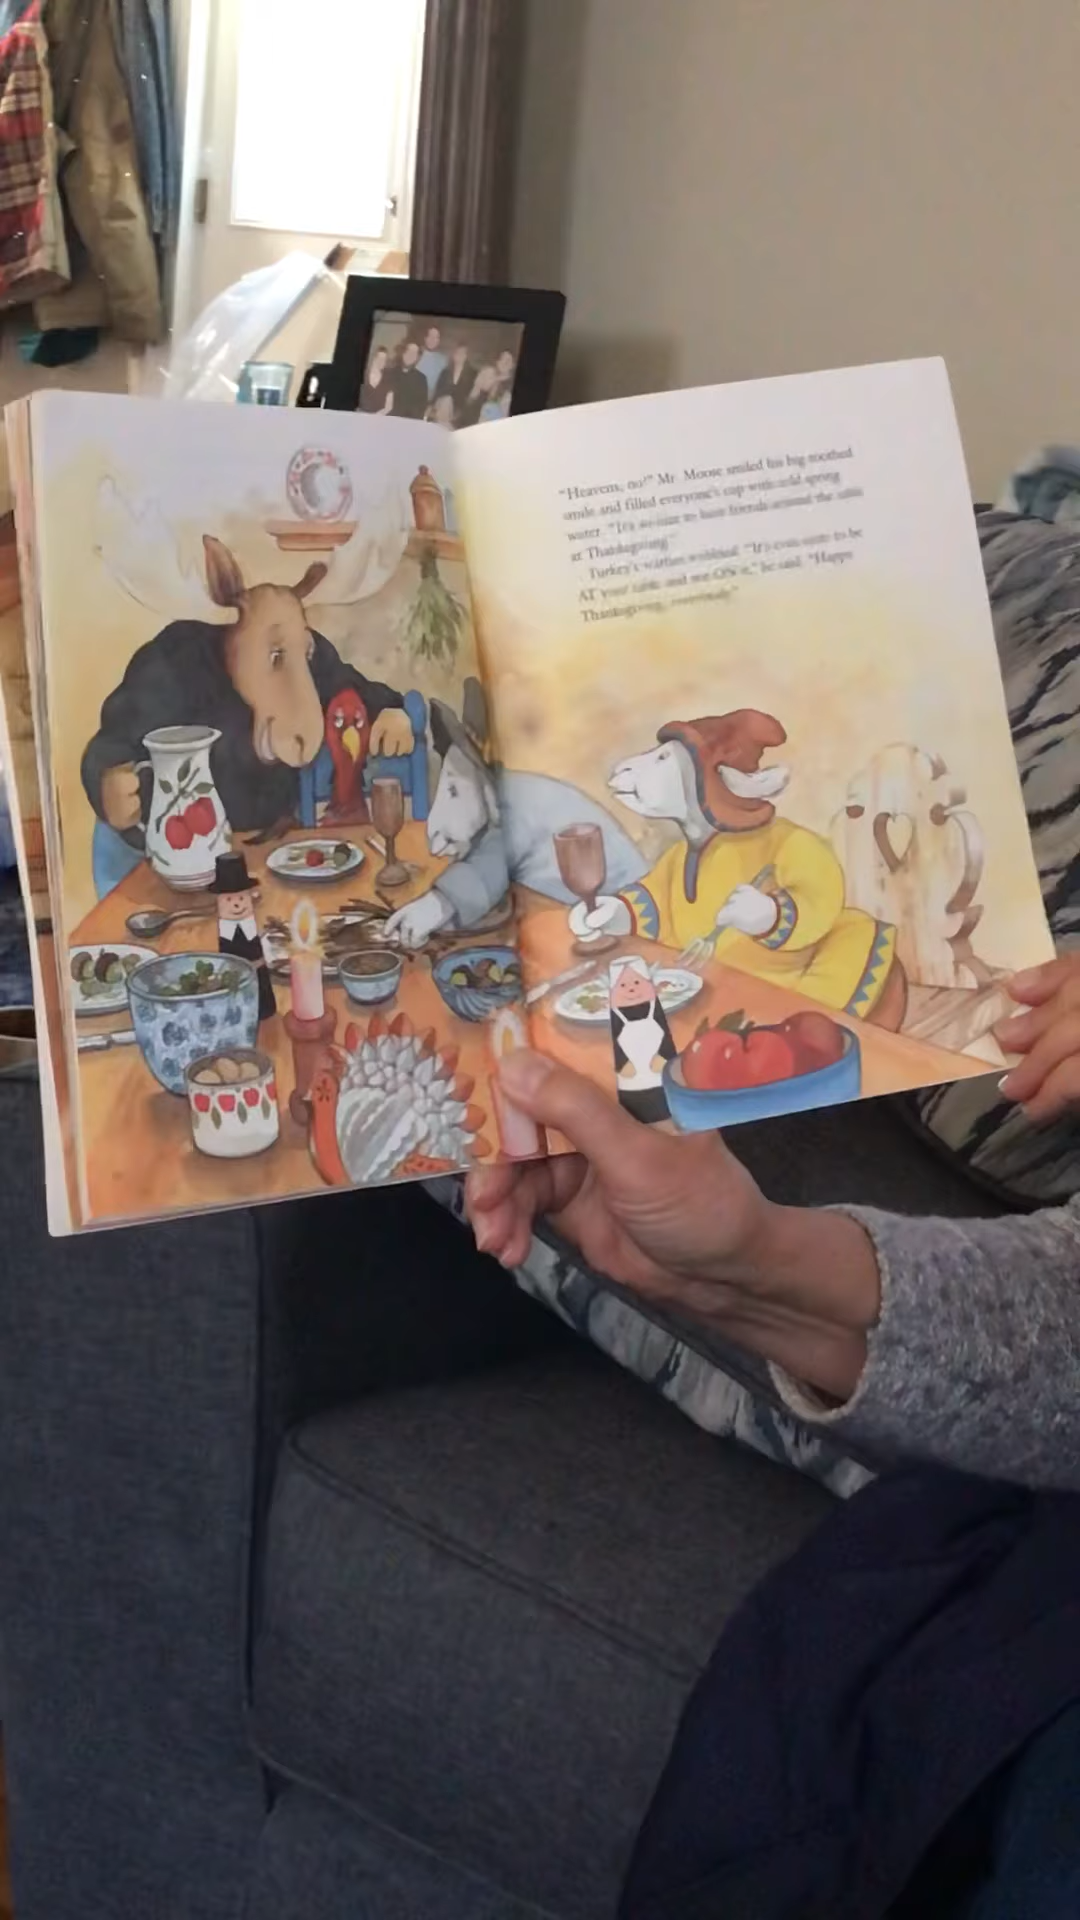 "Heavens, no!" Mr. Moose smiled his big-toothed
smile and filled everyone's cup with cold spring
water. "It's so nice to have friends around the table
at Thanksgiving."
Turkey's wattles wobbled. "It's even nicer to be
AT your table and not ON it," he said. "Happy
Thanksgiving, everybody!"